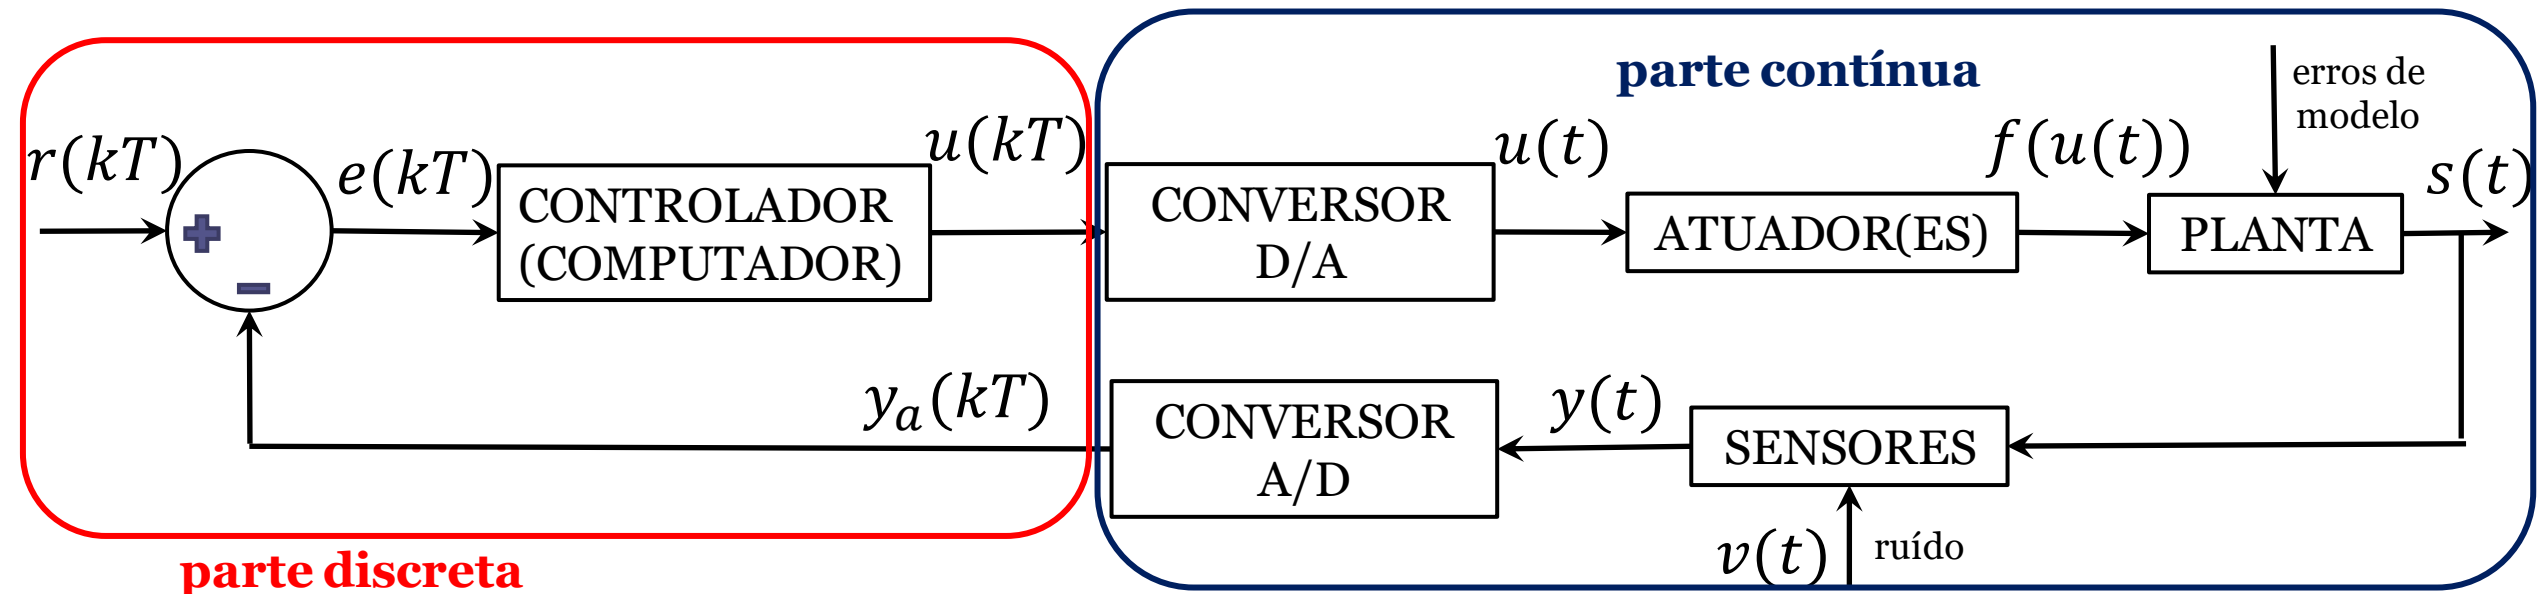 parte contínua
erros de
modelo
r(kT)
e(kT)
u(kT)
u(t)
f(u(t))
s(t)
+
−
CONTROLADOR
(COMPUTADOR)
CONVERSOR
D/A
ATUADOR(ES)
PLANTA
y_a(kT)
CONVERSOR
A/D
y(t)
SENSORES
v(t)
ruído
parte discreta